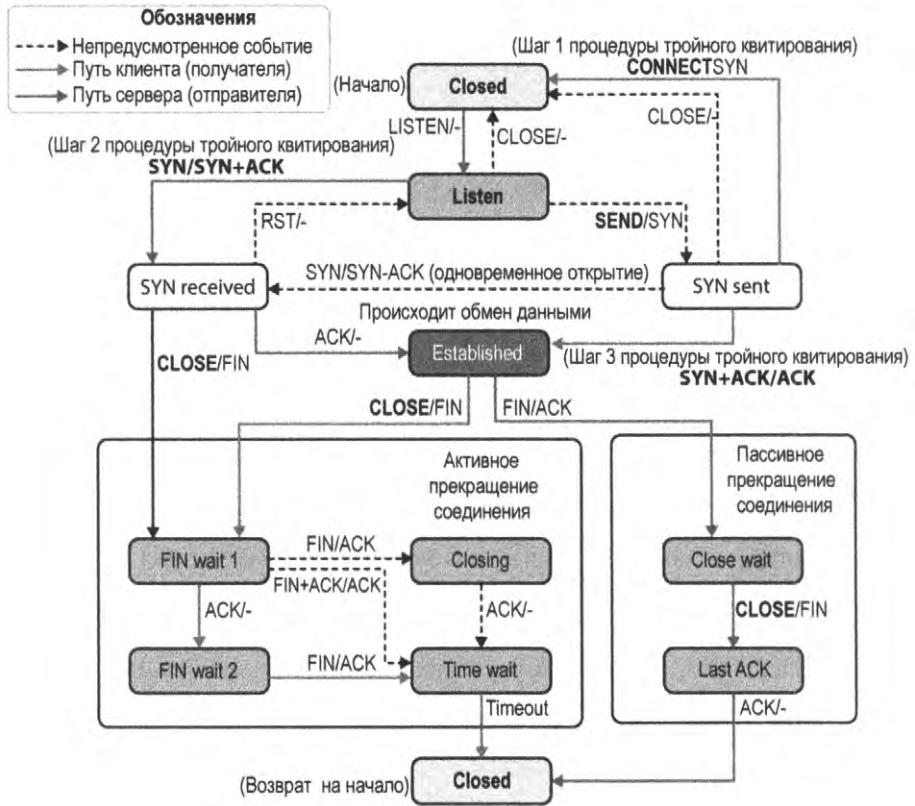 Обозначения
Непредусмотренное событие
Путь клиента (получателя)
Путь сервера (отправителя)
(Шаг 1 процедуры тройного квитирования)
CONNECTSYN
(Начало)
Closed
LISTEN/-
CLOSE/-
CLOSE/-
(Шаг 2 процедуры тройного квитирования)
SYN/SYN+ACK
Listen
RST/-
SEND/SYN
SYN received
SYN/SYN-ACK (одновременное открытие)
SYN sent
Происходит обмен данными
ACK/-
Established
(Шаг 3 процедуры тройного квитирования)
SYN+ACK/ACK
CLOSE/FIN
CLOSE/FIN
FIN/ACK
Активное
прекращение
соединения
Пассивное
прекращение
соединения
FIN wait 1
FIN/ACK
Closing
Close wait
FIN+ACK/ACK
ACK/-
ACK/-
CLOSE/FIN
FIN wait 2
FIN/ACK
Time wait
Last ACK
Timeout
ACK/-
(Возврат на начало)
Closed